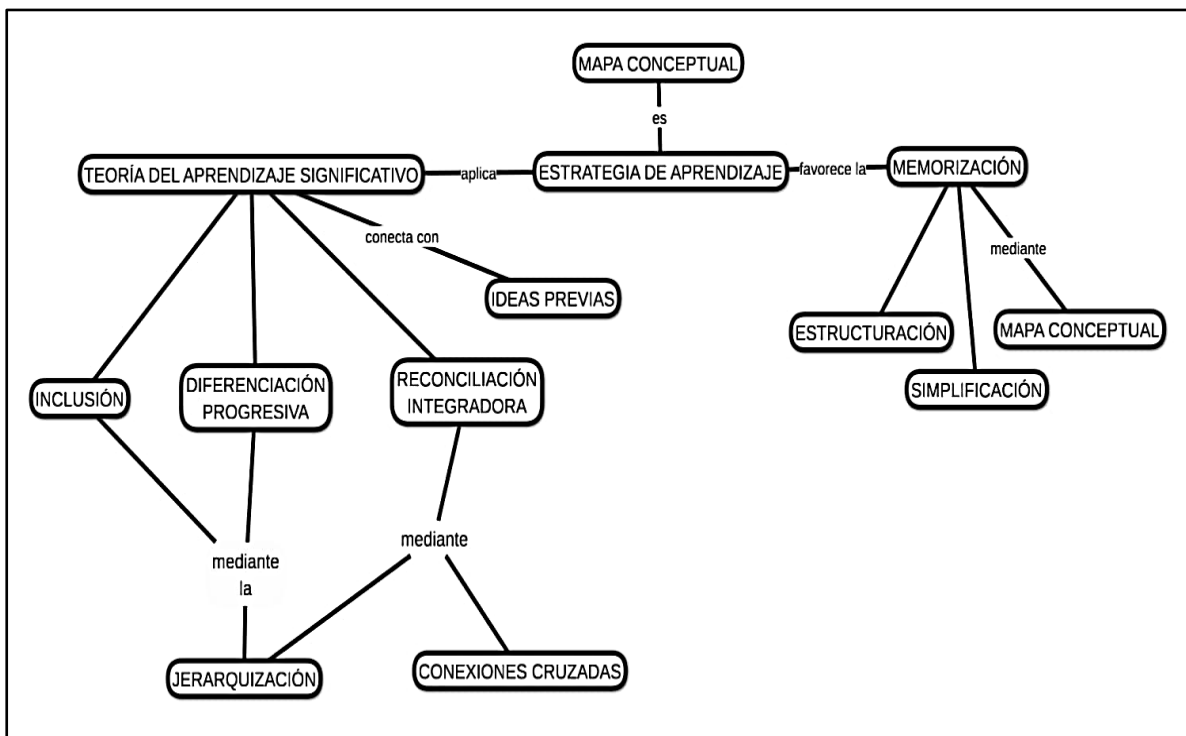 MAPA CONCEPTUAL
es
TEORÍA DEL APRENDIZAJE SIGNIFICATIVO
aplica
ESTRATEGIA DE APRENDIZAJE
favorece la
MEMORIZACIÓN
conecta con
mediante
IDEAS PREVIAS
ESTRUCTURACIÓN
MAPA CONCEPTUAL
SIMPLIFICACIÓN
INCLUSIÓN
DIFERENCIACIÓN
PROGRESIVA
RECONCILIACIÓN
INTEGRADORA
mediante
la
mediante
JERARQUIZACIÓN
CONEXIONES CRUZADAS